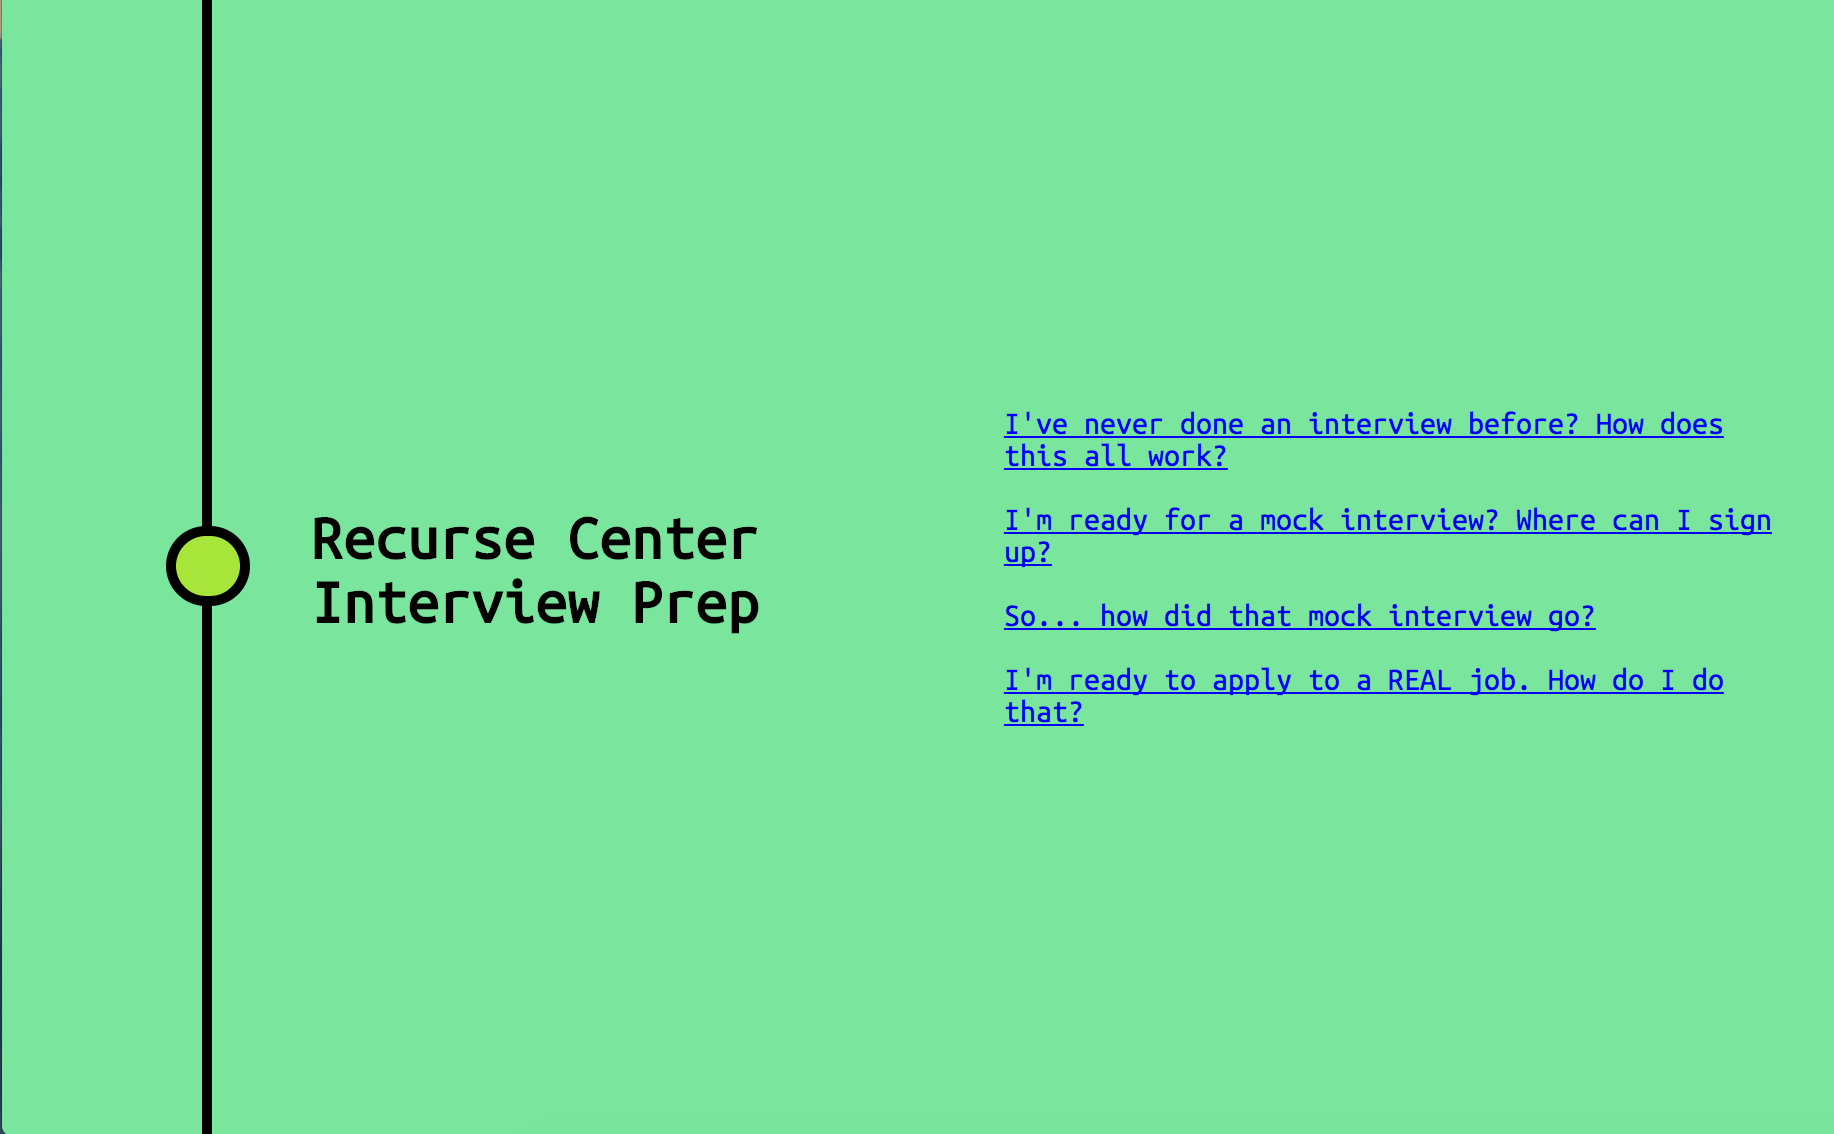 Recurse Center
Interview Prep
I've never done an interview before? How does
this all work?
I'm ready for a mock interview? Where can I sign
up?
So... how did that mock interview go?
I'm ready to apply to a REAL job. How do I do
that?